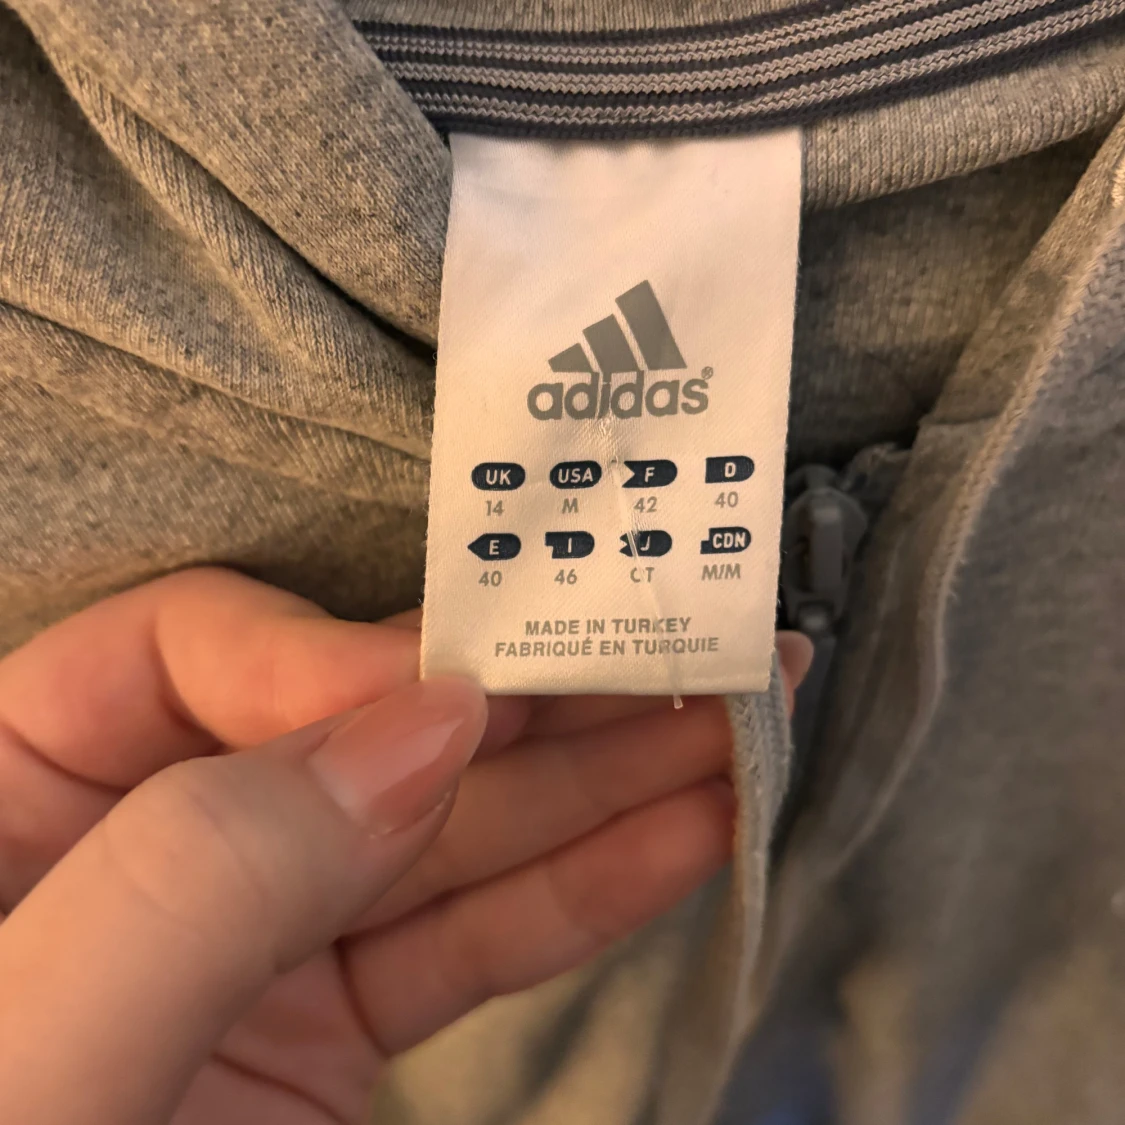 adidas®
UK USA F D
14 M 42 40
E I J CDN
40 46 OT M/M
MADE IN TURKEY
FABRIQUÉ EN TURQUIE